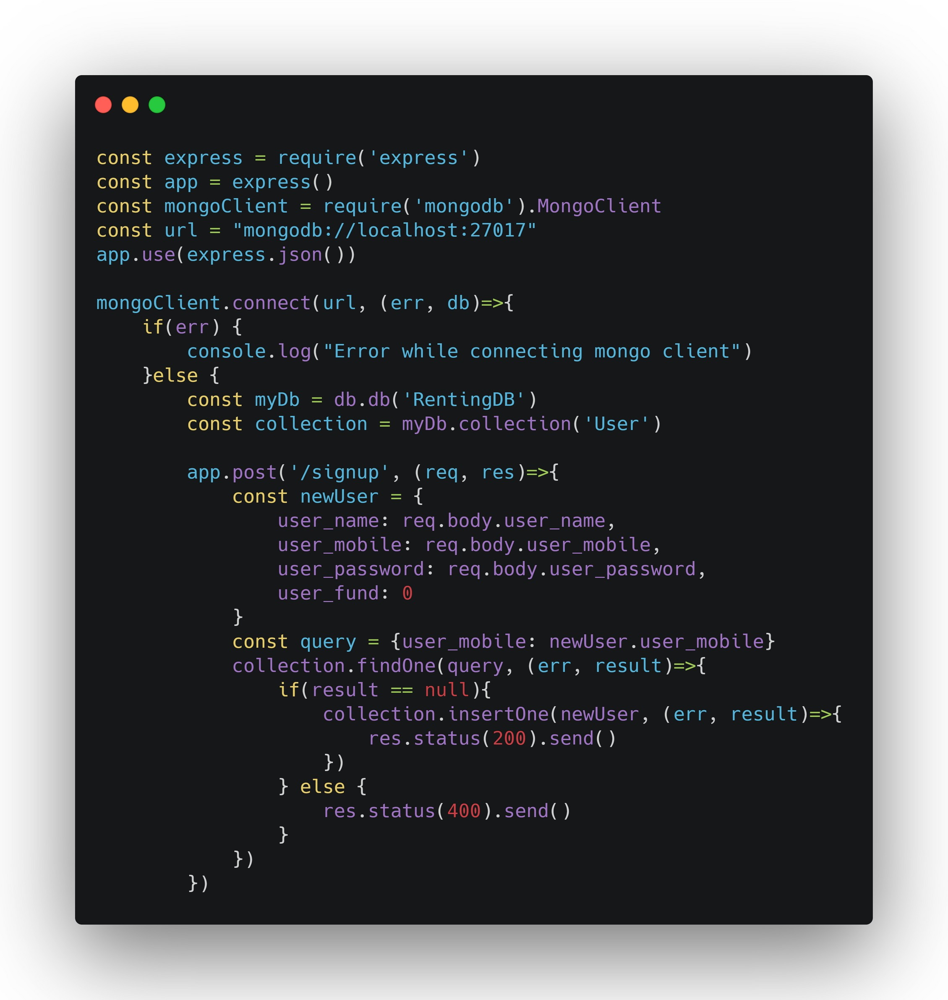 const express = require('express')
const app = express()
const mongoClient = require('mongodb').MongoClient
const url = "mongodb://localhost:27017"
app.use(express.json())

mongoClient.connect(url, (err, db)=>{
    if(err) {
        console.log("Error while connecting mongo client")
    }else {
        const myDb = db.db('RentingDB')
        const collection = myDb.collection('User')

        app.post('/signup', (req, res)=>{
            const newUser = {
                user_name: req.body.user_name,
                user_mobile: req.body.user_mobile,
                user_password: req.body.user_password,
                user_fund: 0
            }
            const query = {user_mobile: newUser.user_mobile}
            collection.findOne(query, (err, result)=>{
                if(result == null){
                    collection.insertOne(newUser, (err, result)=>{
                        res.status(200).send()
                    })
                } else {
                    res.status(400).send()
                }
            })
        })